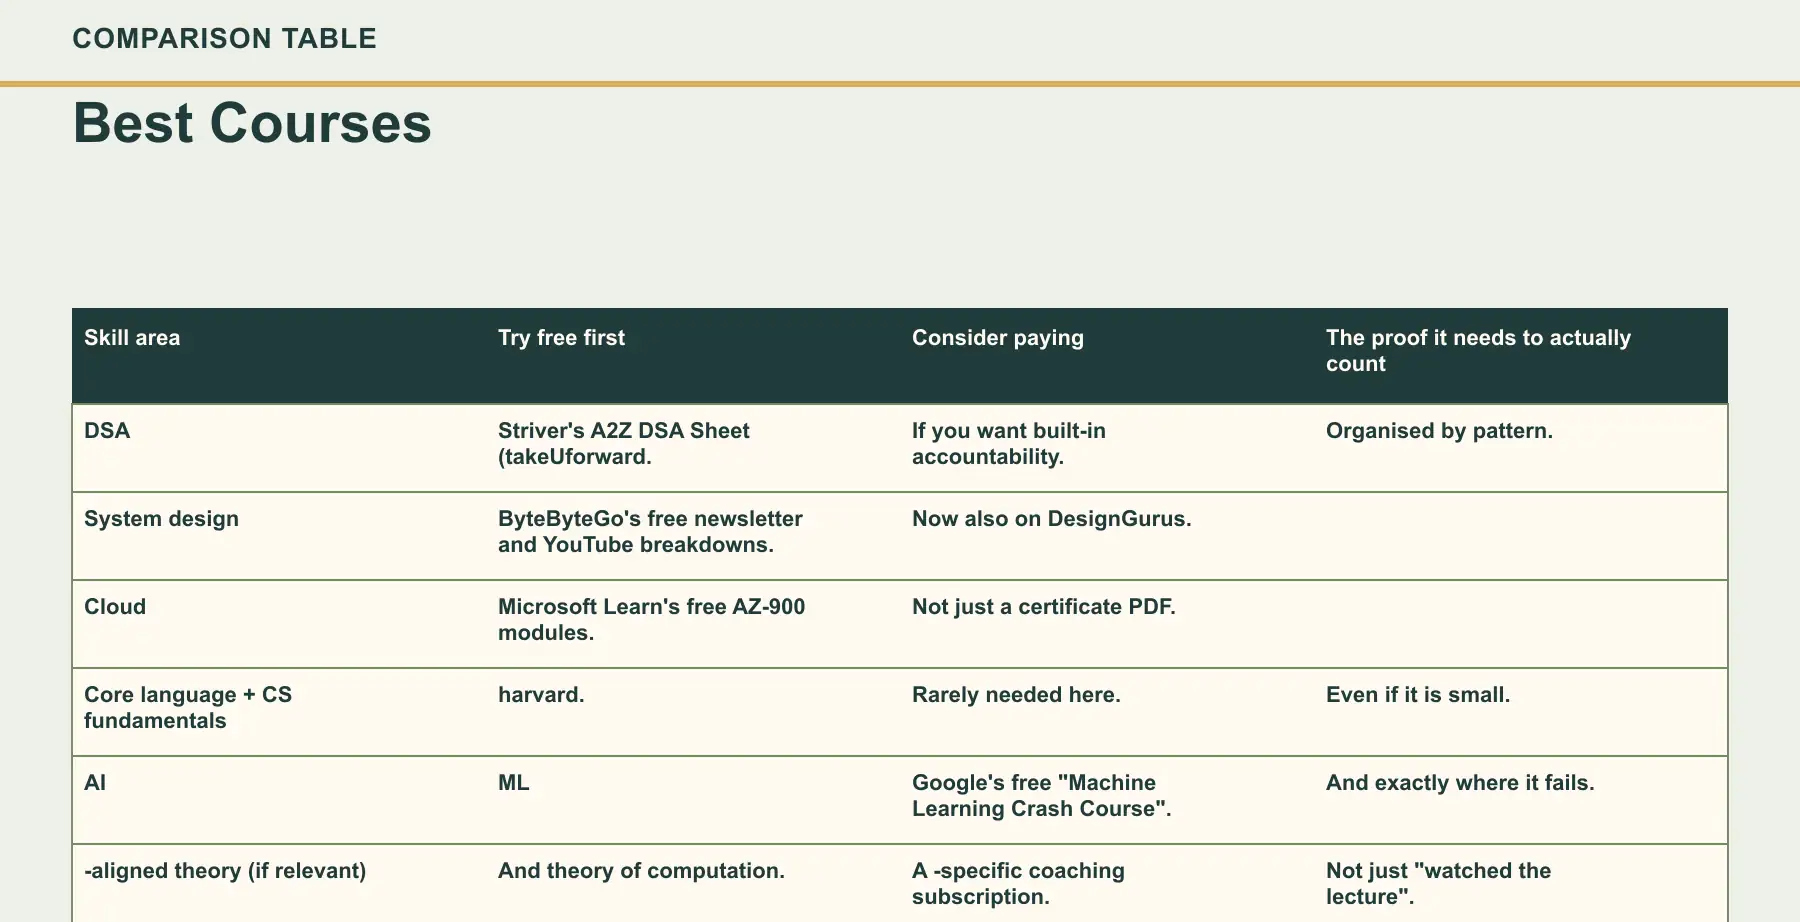 COMPARISON TABLE
Best Courses
Skill area
Try free first
Consider paying
The proof it needs to actually
count
DSA
Striver's A2Z DSA Sheet
(takeUforward.
If you want built-in
accountability.
Organised by pattern.
System design
ByteByteGo's free newsletter
and YouTube breakdowns.
Now also on DesignGurus.
Cloud
Microsoft Learn's free AZ-900
modules.
Not just a certificate PDF.
Core language + CS
fundamentals
harvard.
Rarely needed here.
Even if it is small.
AI
ML
Google's free "Machine
Learning Crash Course".
And exactly where it fails.
-aligned theory (if relevant)
And theory of computation.
A -specific coaching
subscription.
Not just "watched the
lecture".